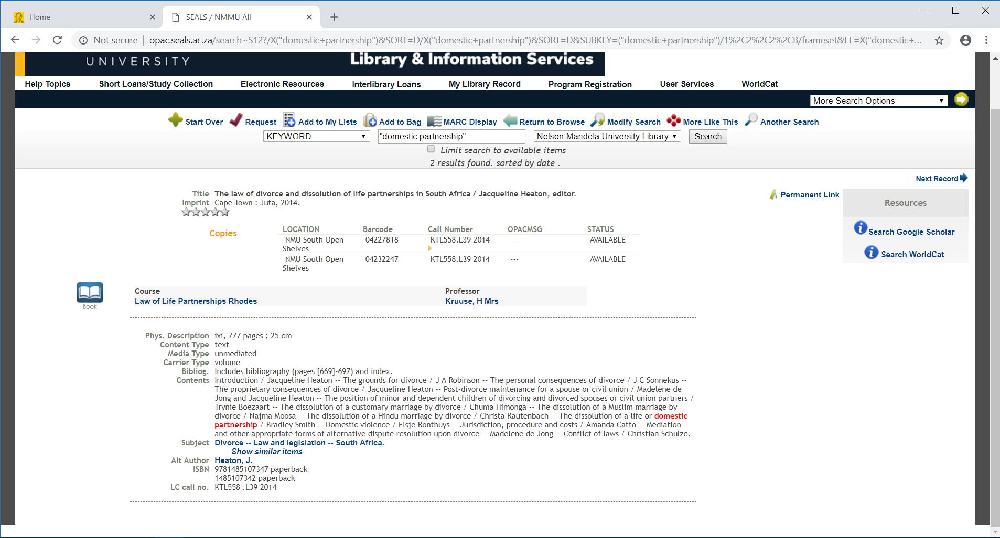 Home
SEALS / NMMU All
Not secure | opac.seals.ac.za/search~S12?/X("domestic+partnership")&SORT=D/X("domestic+partnership")&SORT=D&SUBKEY=("domestic+partnership")/1%2C2%2C2%2CB/frameset&FF=X("domestic+...
UNIVERSITY Library & Information Services
Help Topics Short Loans/Study Collection Electronic Resources Interlibrary Loans My Library Record Program Registration User Services WorldCat
More Search Options
Start Over Request Add to My Lists Add to Bag MARC Display Return to Browse Modify Search More Like This Another Search
KEYWORD "domestic partnership" Nelson Mandela University Library Search
Limit search to available items
2 results found. sorted by date .
Next Record
Title The law of divorce and dissolution of life partnerships in South Africa / Jacqueline Heaton, editor.
Imprint Cape Town : Juta, 2014.
Permanent Link
Resources
Search Google Scholar
Search WorldCat
Copies
LOCATION Barcode Call Number OPACMSG STATUS
NMU South Open Shelves 04227818 KTL558.L39 2014 --- AVAILABLE
NMU South Open Shelves 04232247 KTL558.L39 2014 --- AVAILABLE
Book
Course Professor
Law of Life Partnerships Rhodes Kruuse, H Mrs
Phys. Description ixi, 777 pages ; 25 cm
Content Type text
Media Type unmediated
Carrier Type volume
Bibliog. Includes bibliography (pages [669]-697) and index.
Contents Introduction / Jacqueline Heaton -- The grounds for divorce / J A Robinson -- The personal consequences of divorce / J C Sonnekus --
The proprietary consequences of divorce / Jacqueline Heaton -- Post-divorce maintenance for a spouse or civil union / Madelene de
Jong and Jacqueline Heaton -- The position of minor and dependent children of divorcing and divorced spouses or civil union partners /
Trynie Boezaart -- The dissolution of a customary marriage by divorce / Chuma Himonga -- The dissolution of a Muslim marriage by
divorce / Najma Moosa -- The dissolution of a Hindu marriage by divorce / Christa Rautenbach -- The dissolution of a life or domestic
partnership / Bradley Smith -- Domestic violence / Elsje Bonthuys -- Jurisdiction, procedure and costs / Amanda Catto -- Mediation
and other appropriate forms of alternative dispute resolution upon divorce -- Madelene de Jong -- Conflict of laws / Christian Schulze.
Subject Divorce -- Law and legislation -- South Africa.
Show similar items
Alt Author Heaton, J.
ISBN 9781485107347 paperback
1485107342 paperback
LC call no. KTL558 .L39 2014